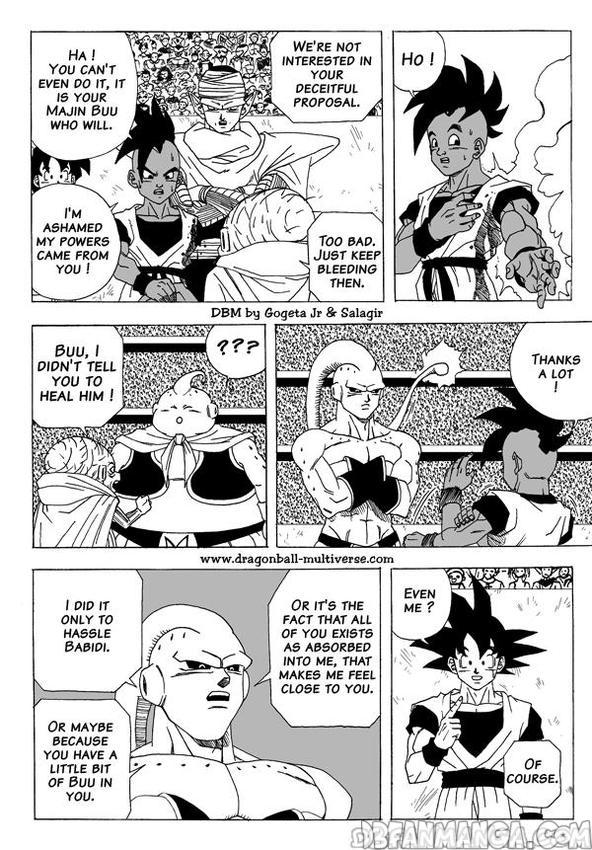 HA !
YOU CAN'T
EVEN DO IT, IT
IS YOUR
MAJIN BUU
WHO WILL.
WE'RE NOT
INTERESTED IN
YOUR
DECEITFUL
PROPOSAL.
I'M
ASHAMED
MY POWERS
CAME FROM
YOU !
TOO BAD.
JUST KEEP
BLEEDING
THEN.
HO !
DBM by Gogeta Jr & Salagir
BUU, I
DIDN'T TELL
YOU TO
HEAL HIM !
???
THANKS
A LOT !
www.dragonball-multiverse.com
I DID IT
ONLY TO
HASSLE
BABIDI.
OR IT'S THE
FACT THAT ALL
OF YOU EXISTS
AS ABSORBED
INTO ME, THAT
MAKES ME FEEL
CLOSE TO YOU.
OR MAYBE
BECAUSE
YOU HAVE A
LITTLE BIT
OF BUU IN
YOU.
EVEN
ME ?
OF
COURSE.
DBFANMANGA.COM